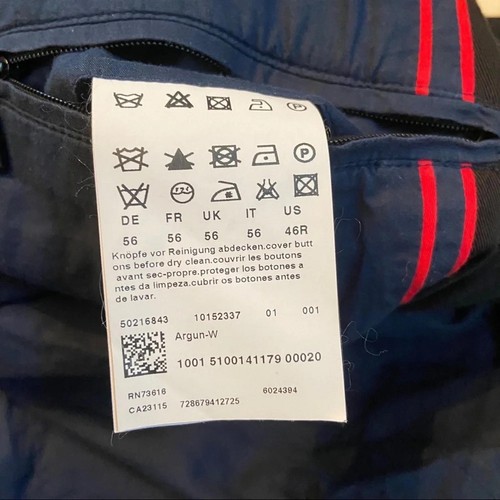 P
P
DE FR UK IT US
56 56 56 56 46R
Knöpfe vor Reinigung abdecken.cover butt
ons before dry clean.couvrir les boutons
avant sec-propre.proteger los botones a
ntes da limpeza.cubrir os botones antes
de lavar.
50216843 10152337 01 001
Argun-W
1001 5100141179 00020
RN73616 6024394
CA23115 728679412725